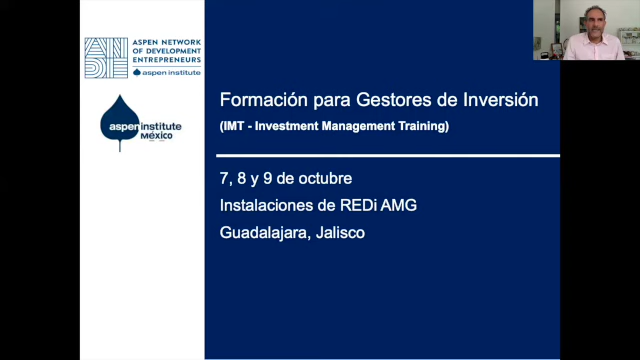 ANDE
ASPEN NETWORK
OF DEVELOPMENT
ENTREPRENEURS
aspen institute
aspen institute
MÉXICO
Formación para Gestores de Inversión
(IMT - Investment Management Training)
7, 8 y 9 de octubre
Instalaciones de REDi AMG
Guadalajara, Jalisco